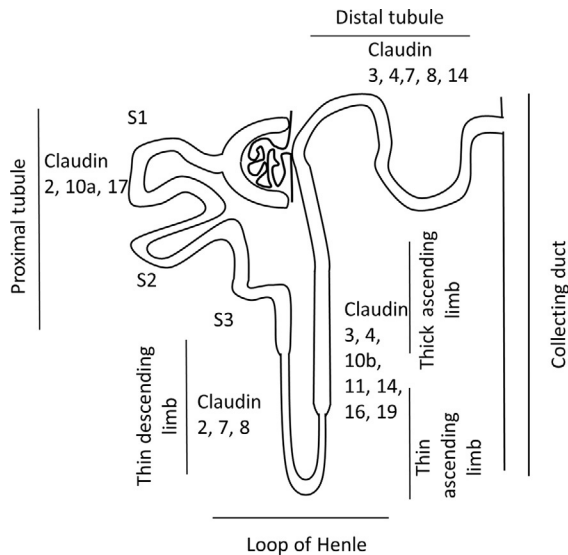 Distal tubule
Claudin
3, 4,7, 8, 14
S1
Proximal tubule
Claudin
2, 10a, 17
S2
S3
Thin descending
limb
Claudin
2, 7, 8
Claudin
3, 4,
10b,
11, 14,
16, 19
Thick ascending
limb
Thin
ascending
limb
Collecting duct
Loop of Henle